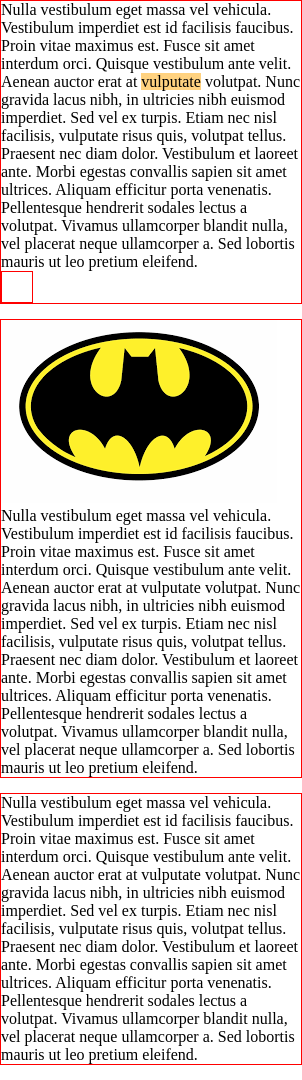 Nulla vestibulum eget massa vel vehicula.
Vestibulum imperdiet est id facilisis faucibus.
Proin vitae maximus est. Fusce sit amet
interdum orci. Quisque vestibulum ante velit.
Aenean auctor erat at vulputate volutpat. Nunc
gravida lacus nibh, in ultricies nibh euismod
imperdiet. Sed vel ex turpis. Etiam nec nisl
facilisis, vulputate risus quis, volutpat tellus.
Praesent nec diam dolor. Vestibulum et laoreet
ante. Morbi egestas convallis sapien sit amet
ultrices. Aliquam efficitur porta venenatis.
Pellentesque hendrerit sodales lectus a
volutpat. Vivamus ullamcorper blandit nulla,
vel placerat neque ullamcorper a. Sed lobortis
mauris ut leo pretium eleifend.
Nulla vestibulum eget massa vel vehicula.
Vestibulum imperdiet est id facilisis faucibus.
Proin vitae maximus est. Fusce sit amet
interdum orci. Quisque vestibulum ante velit.
Aenean auctor erat at vulputate volutpat. Nunc
gravida lacus nibh, in ultricies nibh euismod
imperdiet. Sed vel ex turpis. Etiam nec nisl
facilisis, vulputate risus quis, volutpat tellus.
Praesent nec diam dolor. Vestibulum et laoreet
ante. Morbi egestas convallis sapien sit amet
ultrices. Aliquam efficitur porta venenatis.
Pellentesque hendrerit sodales lectus a
volutpat. Vivamus ullamcorper blandit nulla,
vel placerat neque ullamcorper a. Sed lobortis
mauris ut leo pretium eleifend.
Nulla vestibulum eget massa vel vehicula.
Vestibulum imperdiet est id facilisis faucibus.
Proin vitae maximus est. Fusce sit amet
interdum orci. Quisque vestibulum ante velit.
Aenean auctor erat at vulputate volutpat. Nunc
gravida lacus nibh, in ultricies nibh euismod
imperdiet. Sed vel ex turpis. Etiam nec nisl
facilisis, vulputate risus quis, volutpat tellus.
Praesent nec diam dolor. Vestibulum et laoreet
ante. Morbi egestas convallis sapien sit amet
ultrices. Aliquam efficitur porta venenatis.
Pellentesque hendrerit sodales lectus a
volutpat. Vivamus ullamcorper blandit nulla,
vel placerat neque ullamcorper a. Sed lobortis
mauris ut leo pretium eleifend.